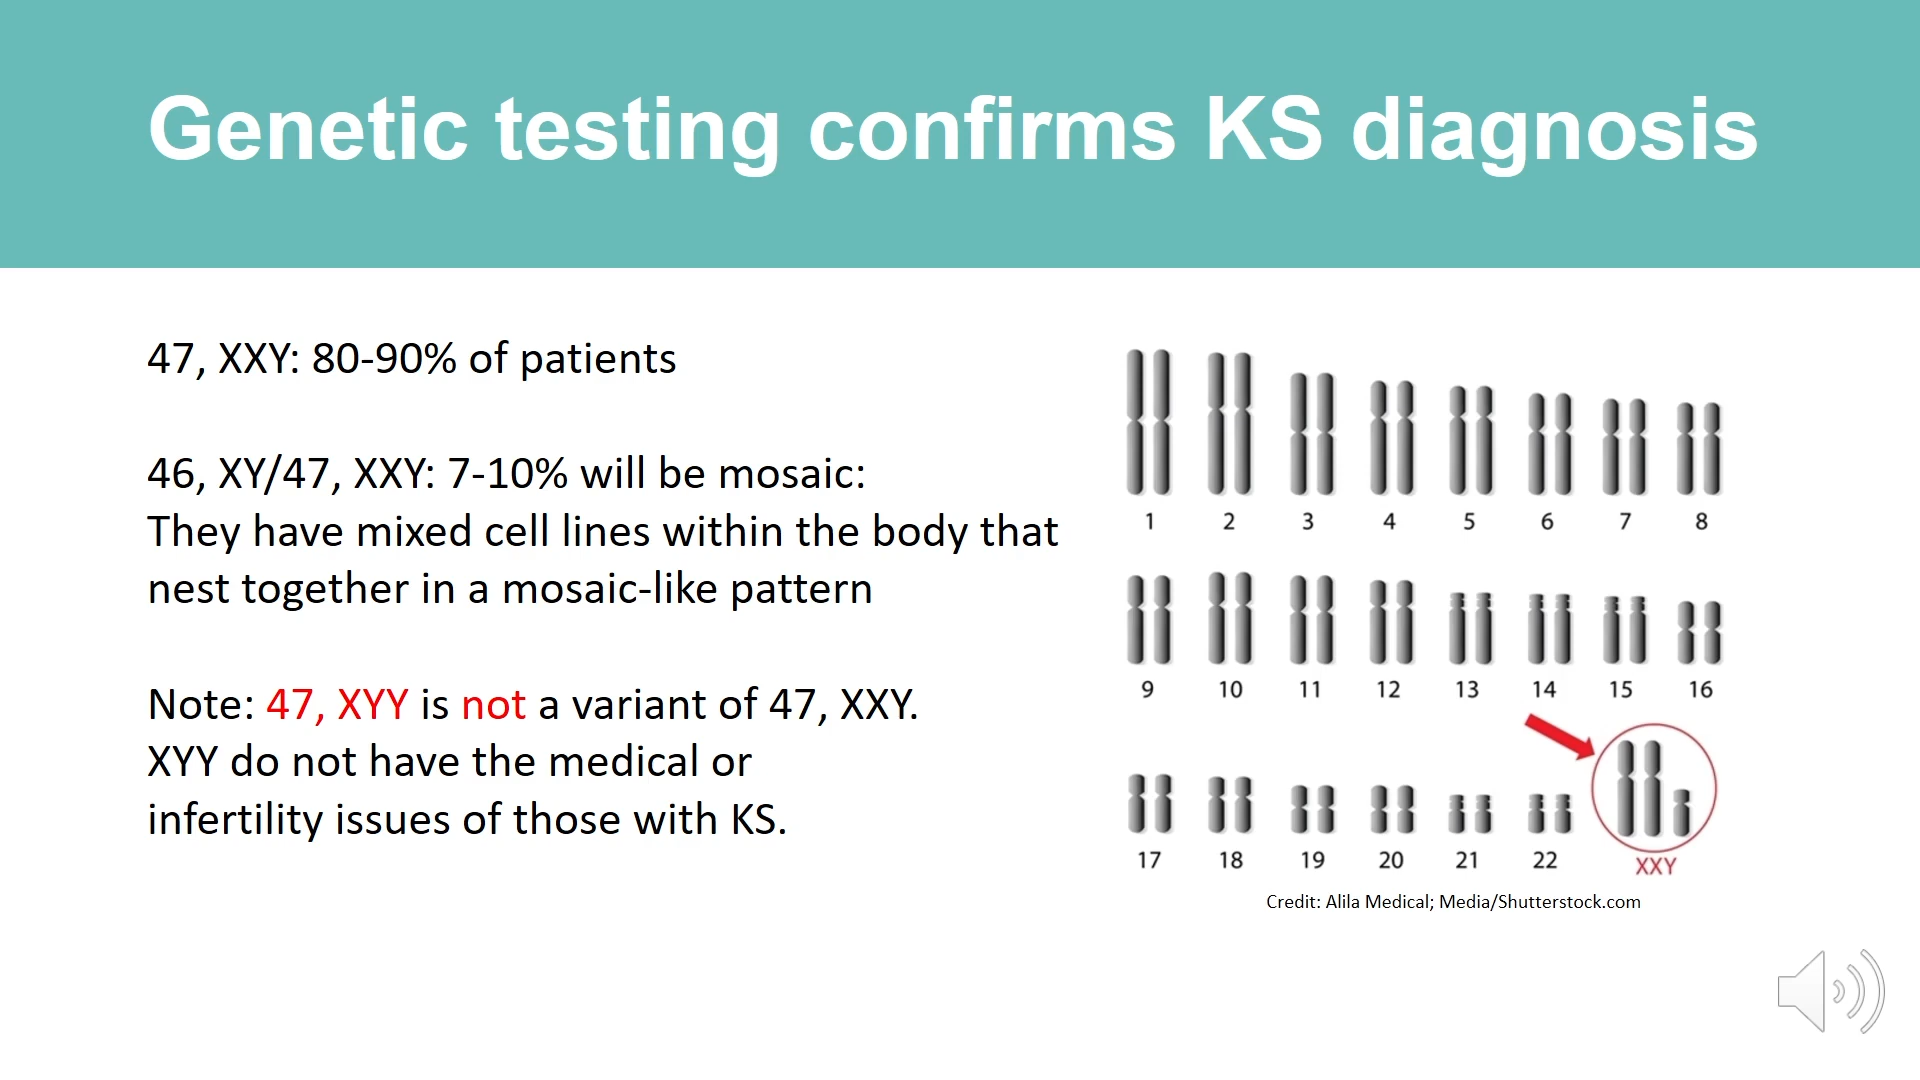 Genetic testing confirms KS diagnosis
47, XXY: 80-90% of patients
46, XY/47, XXY: 7-10% will be mosaic:
They have mixed cell lines within the body that
nest together in a mosaic-like pattern
Note: 47, XYY is not a variant of 47, XXY.
XYY do not have the medical or
infertility issues of those with KS.
1 2 3 4 5 6 7 8
9 10 11 12 13 14 15 16
17 18 19 20 21 22 XXY
Credit: Alila Medical; Media/Shutterstock.com